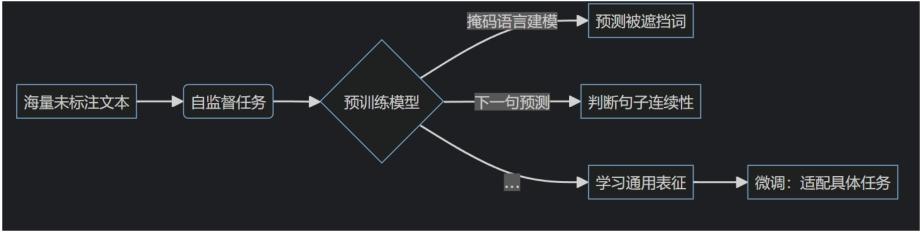 掩码语言建模
预测被遮挡词
海量未标注文本
自监督任务
预训练模型
下一句预测
判断句子连续性
...
学习通用表征
微调：适配具体任务